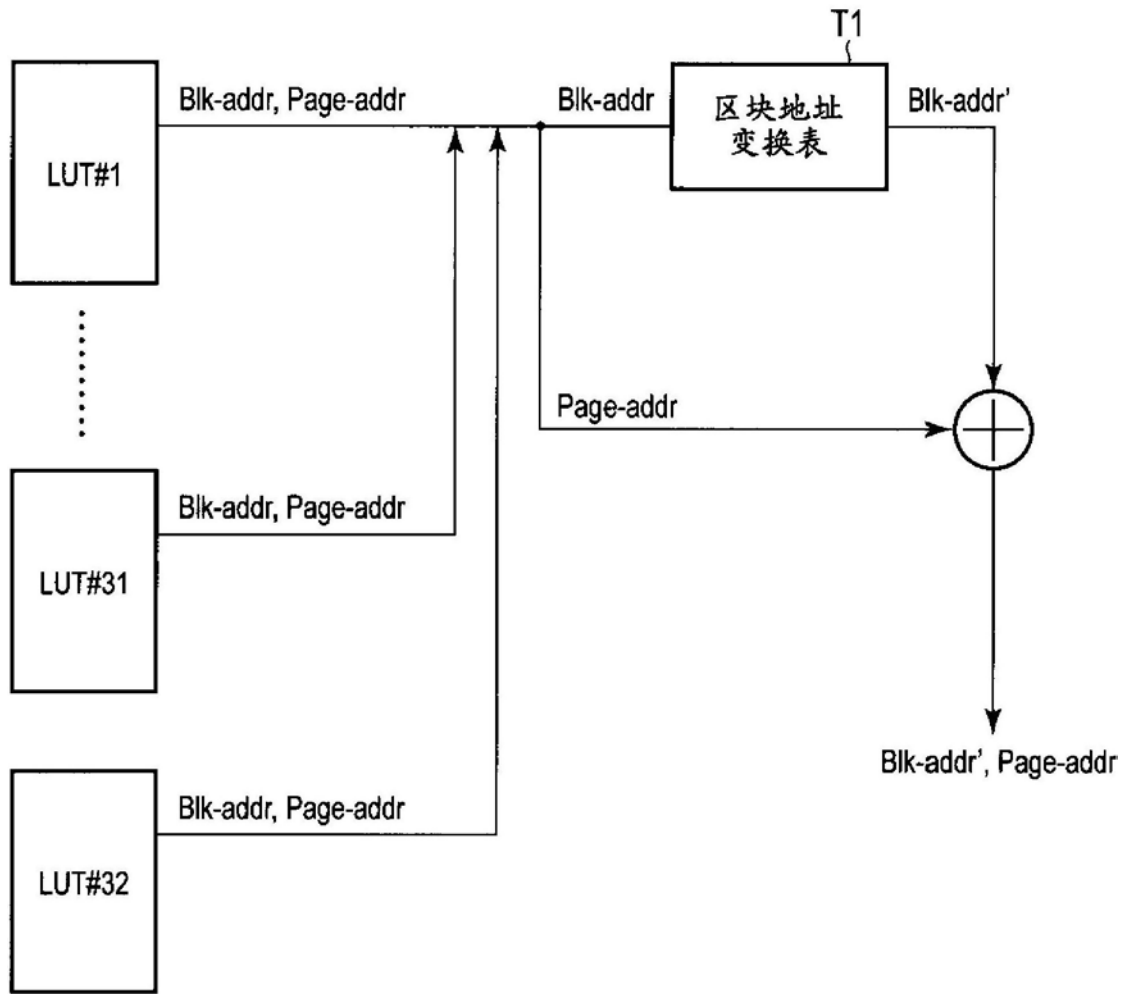 T1
LUT#1
Blk-addr, Page-addr
Blk-addr
区块地址
变换表
Blk-addr'
Page-addr
LUT#31
Blk-addr, Page-addr
Blk-addr', Page-addr
LUT#32
Blk-addr, Page-addr